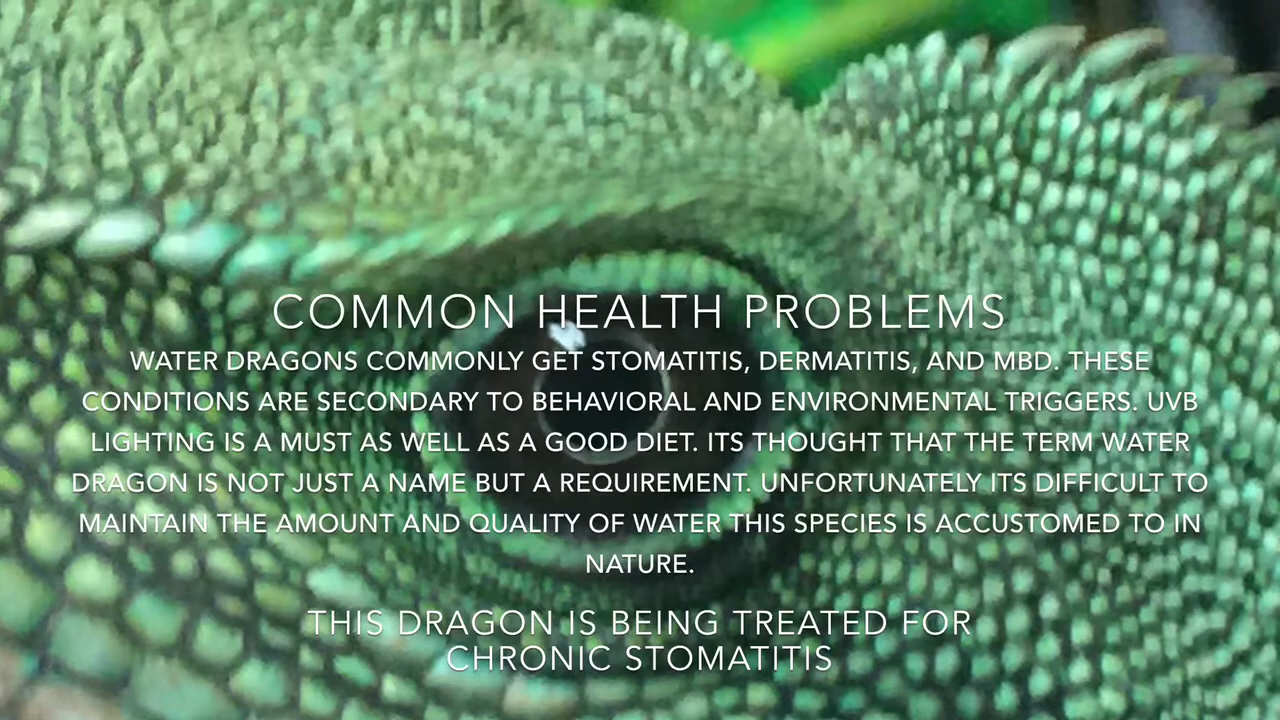 COMMON HEALTH PROBLEMS
WATER DRAGONS COMMONLY GET STOMATITIS, DERMATITIS, AND MBD. THESE
CONDITIONS ARE SECONDARY TO BEHAVIORAL AND ENVIRONMENTAL TRIGGERS. UVB
LIGHTING IS A MUST AS WELL AS A GOOD DIET. ITS THOUGHT THAT THE TERM WATER
DRAGON IS NOT JUST A NAME BUT A REQUIREMENT. UNFORTUNATELY ITS DIFFICULT TO
MAINTAIN THE AMOUNT AND QUALITY OF WATER THIS SPECIES IS ACCUSTOMED TO IN
NATURE.
THIS DRAGON IS BEING TREATED FOR
CHRONIC STOMATITIS